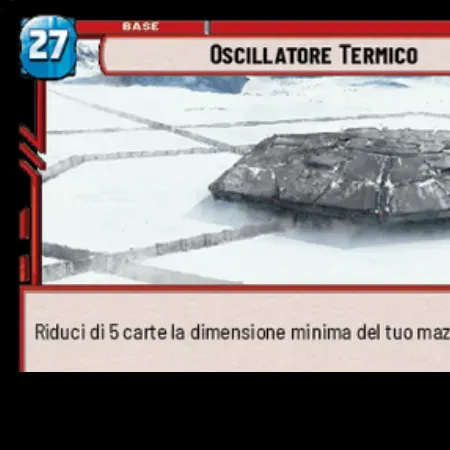 BASE
27
OSCILLATORE TERMICO
Riduci di 5 carte la dimensione minima del tuo maz